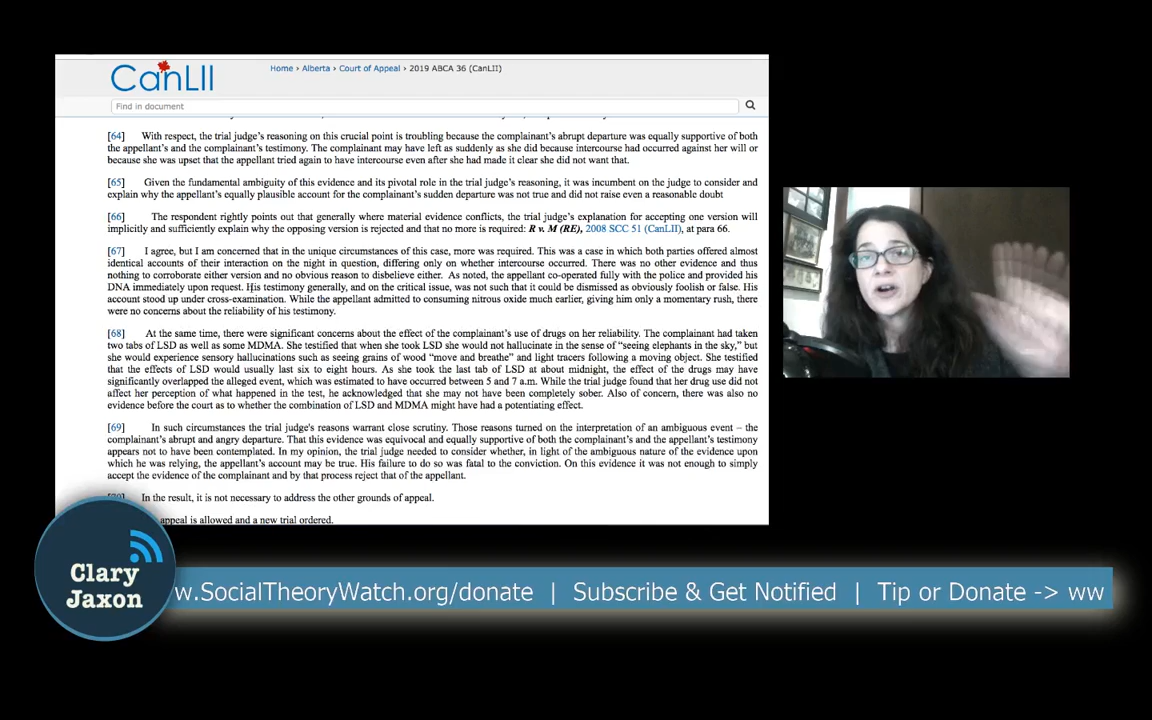 CanLII
Home › Alberta › Court of Appeal › 2019 ABCA 36 (CanLII)
Find in document
[64] With respect, the trial judge's reasoning on this crucial point is troubling because the complainant's abrupt departure was equally supportive of both
the appellant's and the complainant's testimony. The complainant may have left as suddenly as she did because intercourse had occurred against her will or
because she was upset that the appellant tried again to have intercourse even after she had made it clear she did not want that.
[65] Given the fundamental ambiguity of this evidence and its pivotal role in the trial judge's reasoning, it was incumbent on the judge to consider and
explain why the appellant's equally plausible account for the complainant's sudden departure was not true and did not raise even a reasonable doubt
[66] The respondent rightly points out that generally where material evidence conflicts, the trial judge's explanation for accepting one version will
implicitly and sufficiently explain why the opposing version is rejected and that no more is required: R v. M (RE), 2008 SCC 51 (CanLII), at para 66.
[67] I agree, but I am concerned that in the unique circumstances of this case, more was required. This was a case in which both parties offered almost
identical accounts of their interaction on the night in question, differing only on whether intercourse occurred. There was no other evidence and thus
nothing to corroborate either version and no obvious reason to disbelieve either. As noted, the appellant co-operated fully with the police and provided his
DNA immediately upon request. His testimony generally, and on the critical issue, was not such that it could be dismissed as obviously foolish or false. His
account stood up under cross-examination. While the appellant admitted to consuming nitrous oxide much earlier, giving him only a momentary rush, there
were no concerns about the reliability of his testimony.
[68] At the same time, there were significant concerns about the effect of the complainant's use of drugs on her reliability. The complainant had taken
two tabs of LSD as well as some MDMA. She testified that when she took LSD she would not hallucinate in the sense of "seeing elephants in the sky," but
she would experience sensory hallucinations such as seeing grains of wood "move and breathe" and light tracers following a moving object. She testified
that the effects of LSD would usually last six to eight hours. As she took the last tab of LSD at about midnight, the effect of the drugs may have
significantly overlapped the alleged event, which was estimated to have occurred between 5 and 7 a.m. While the trial judge found that her drug use did not
affect her perception of what happened in the test, he acknowledged that she may not have been completely sober. Also of concern, there was also no
evidence before the court as to whether the combination of LSD and MDMA might have had a potentiating effect.
[69] In such circumstances the trial judge's reasons warrant close scrutiny. Those reasons turned on the interpretation of an ambiguous event – the
complainant's abrupt and angry departure. That this evidence was equivocal and equally supportive of both the complainant's and the appellant's testimony
appears not to have been contemplated. In my opinion, the trial judge needed to consider whether, in light of the ambiguous nature of the evidence upon
which he was relying, the appellant's account may be true. His failure to do so was fatal to the conviction. On this evidence it was not enough to simply
accept the evidence of the complainant and by that process reject that of the appellant.
In the result, it is not necessary to address the other grounds of appeal.
appeal is allowed and a new trial ordered.
Clary
Jaxon
w.SocialTheoryWatch.org/donate | Subscribe & Get Notified | Tip or Donate -> ww